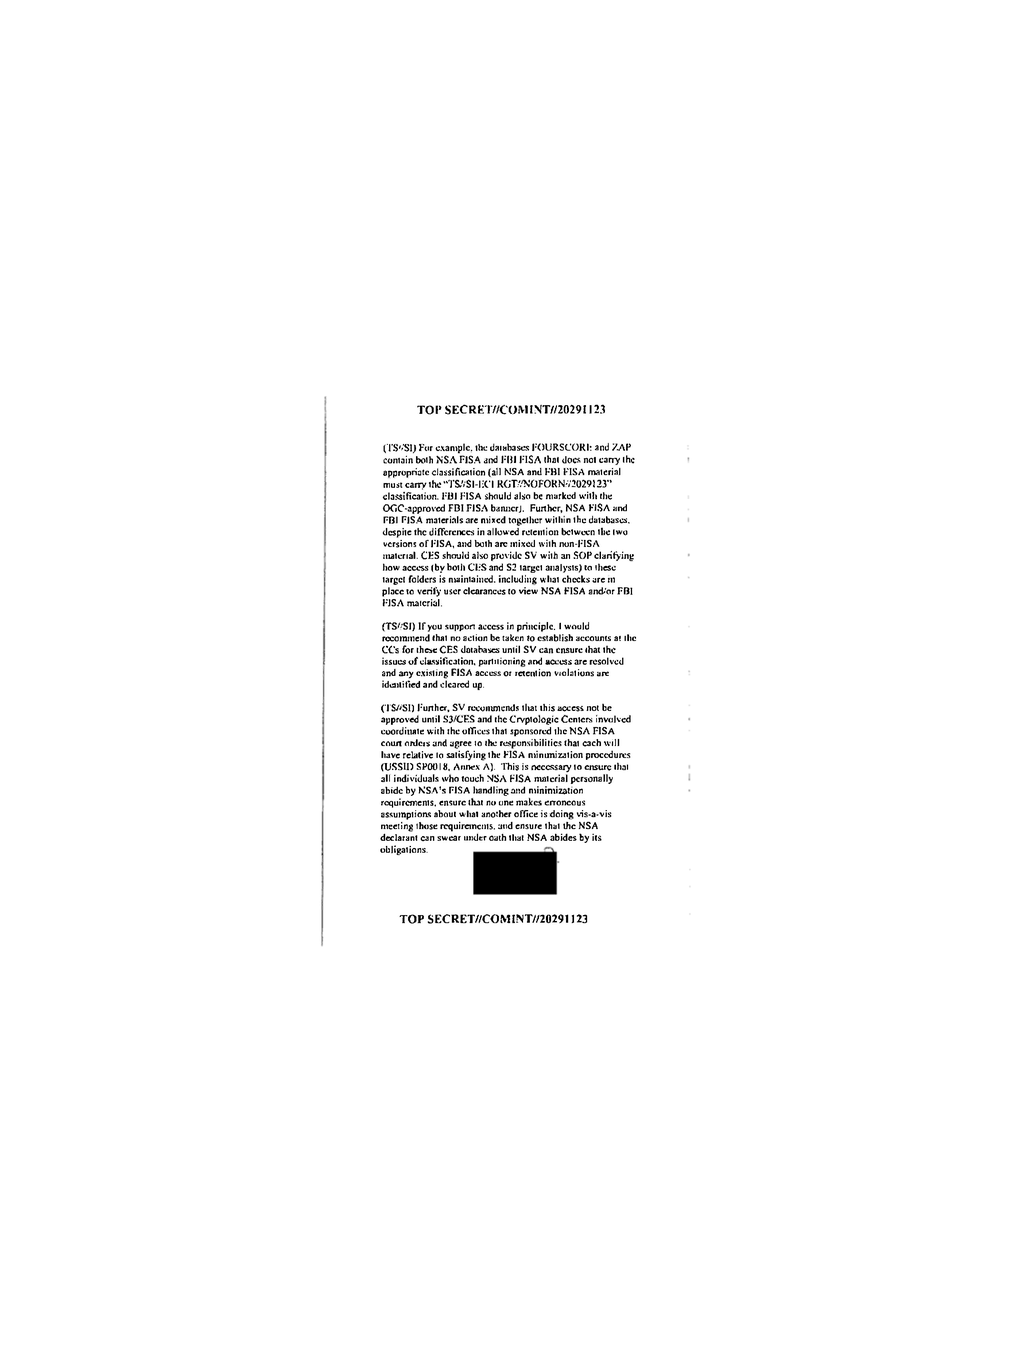 TOP SECRET//COMINT//20291123
(TS//SI) For example, the databases FOURSCORE and ZAP
contain both NSA FISA and FBI FISA that does not carry the
appropriate classification (all NSA and FBI FISA material
must carry the "TS//SI-ECI RGT//NOFORN//2029123"
classification. FBI FISA should also be marked with the
OGC-approved FBI FISA banner). Further, NSA FISA and
FBI FISA materials are mixed together within the databases,
despite the differences in allowed retention between the two
versions of FISA, and both are mixed with non-FISA
material. CES should also provide SV with an SOP clarifying
how access (by both CES and S2 target analysts) to these
target folders is maintained, including what checks are in
place to verify user clearances to view NSA FISA and/or FBI
FISA material.
(TS//SI) If you support access in principle, I would
recommend that no action be taken to establish accounts at the
CCs for these CES databases until SV can ensure that the
issues of classification, partitioning and access are resolved
and any existing FISA access or retention violations are
identified and cleared up.
(TS//SI) Further, SV recommends that this access not be
approved until S3/CES and the Cryptologic Centers involved
coordinate with the offices that sponsored the NSA FISA
court orders and agree to the responsibilities that each will
have relative to satisfying the FISA minimization procedures
(USSID SP0018, Annex A). This is necessary to ensure that
all individuals who touch NSA FISA material personally
abide by NSA's FISA handling and minimization
requirements, ensure that no one makes erroneous
assumptions about what another office is doing vis-a-vis
meeting those requirements, and ensure that the NSA
declarant can swear under oath that NSA abides by its
obligations.
TOP SECRET//COMINT//20291123